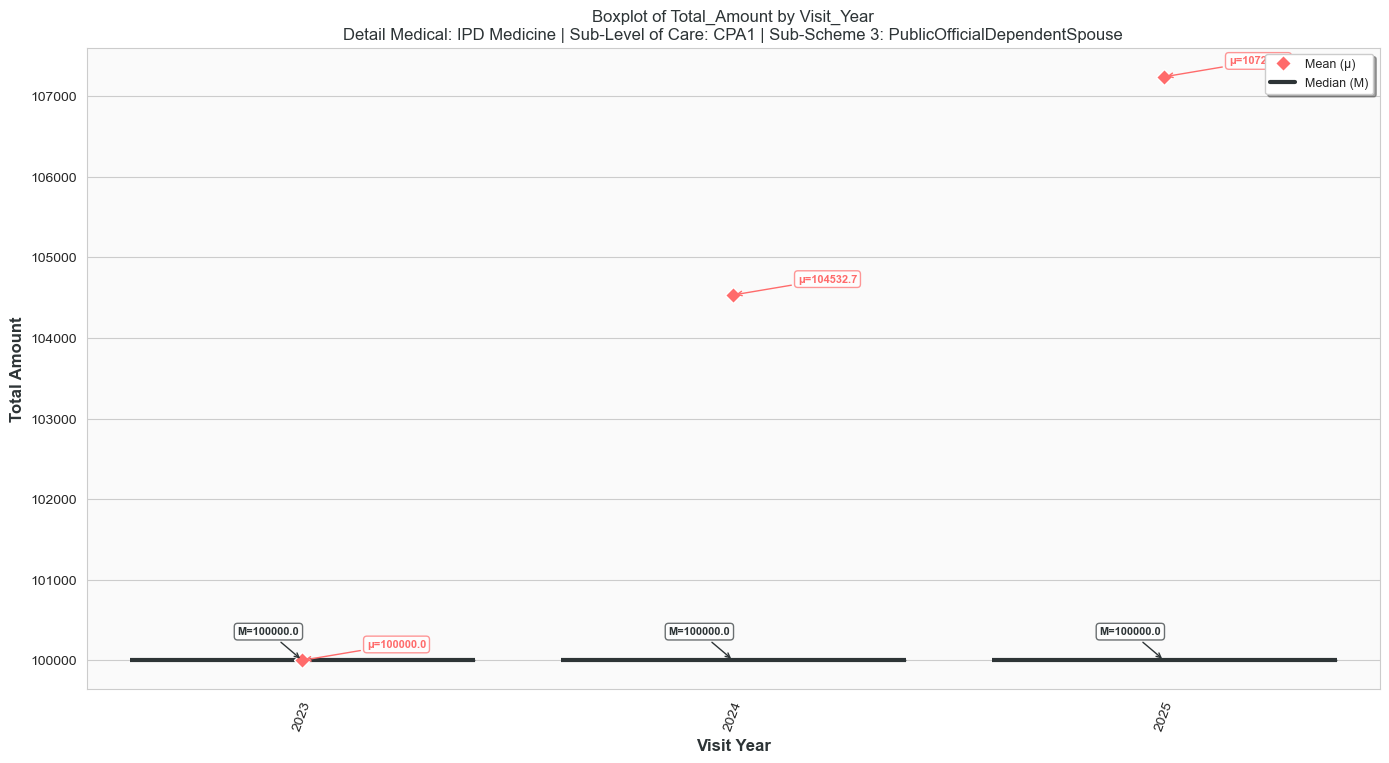 Boxplot of Total_Amount by Visit_Year
Detail Medical: IPD Medicine | Sub-Level of Care: CPA1 | Sub-Scheme 3: PublicOfficialDependentSpouse
Mean (μ)
Median (M)
Total Amount
107000
106000
105000
104000
103000
102000
101000
100000
μ=104532.7
M=100000.0
μ=100000.0
M=100000.0
M=100000.0
2023
2024
2025
Visit Year